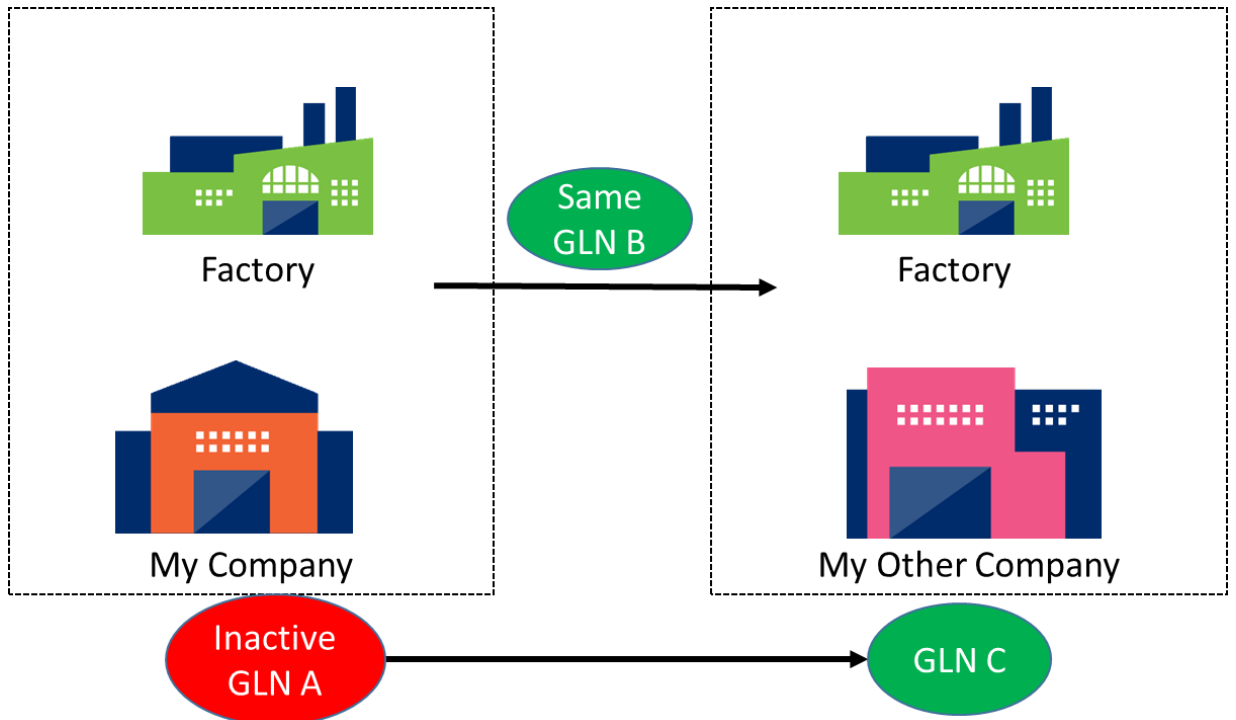 Same
GLN B
Factory
Factory
My Company
My Other Company
Inactive
GLN A
GLN C